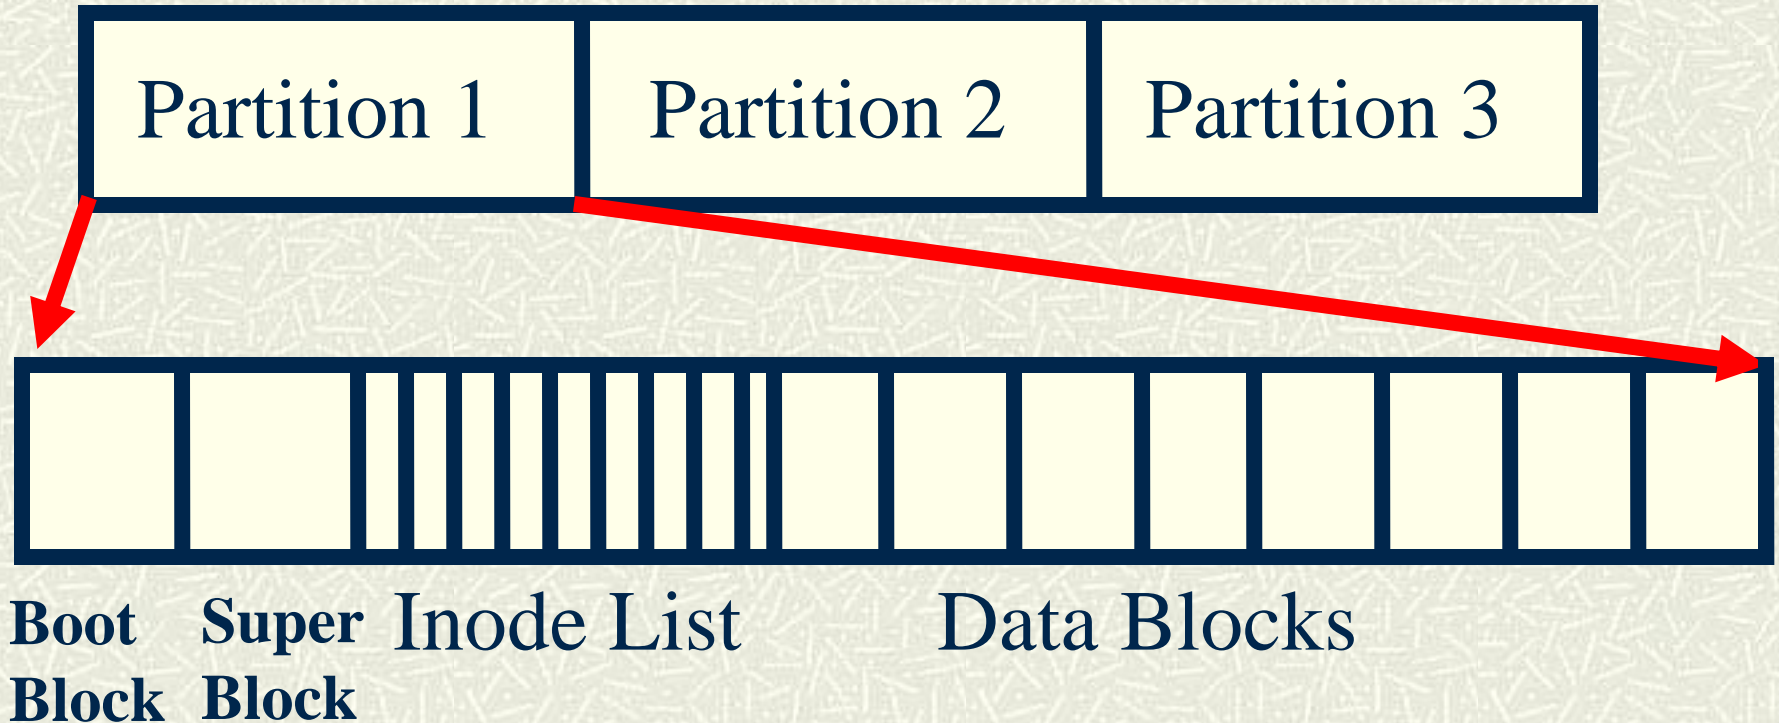 Partition 1 Partition 2 Partition 3
Boot Super Inode List Data Blocks
Block Block